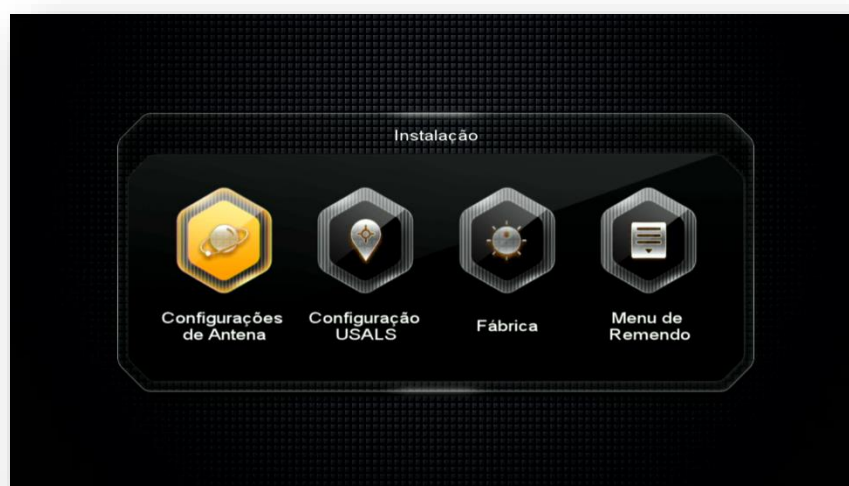 Instalação
Configurações
de Antena
Configuração
USALS
Fábrica
Menu de
Remendo